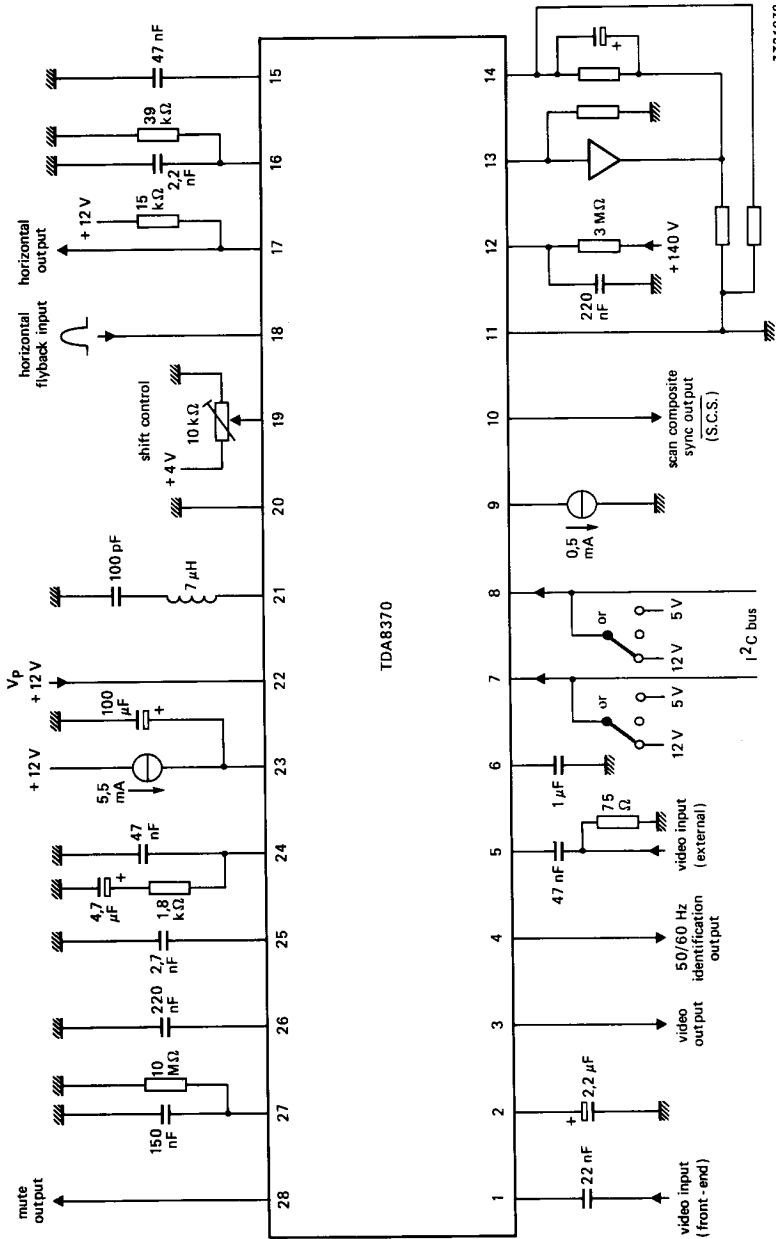 mute
output
150
nF
10
MΩ
220
nF
2,7
nF
4,7
µF
+
1,8
kΩ
47
nF
+ 12 V
5,5
mA
100
µF
+
VP
+ 12 V
100 pF
7 µH
+ 4 V
shift control
10 kΩ
horizontal
flyback input
horizontal
output
+ 12 V
15
kΩ
2,2
nF
39
kΩ
47 nF
28
27
26
25
24
23
22
21
20
19
18
17
16
15
TDA8370
1
2
3
4
5
6
7
8
9
10
11
12
13
14
22 nF
video input
(front - end)
+
2,2 µF
video
output
50/60 Hz
identification
output
47 nF
75
Ω
video input
(external)
1 µF
or
12 V
5 V
or
12 V
5 V
I2C bus
0,5
mA
scan composite
sync output
(S.C.S.)
220
nF
3 MΩ
+140 V
+